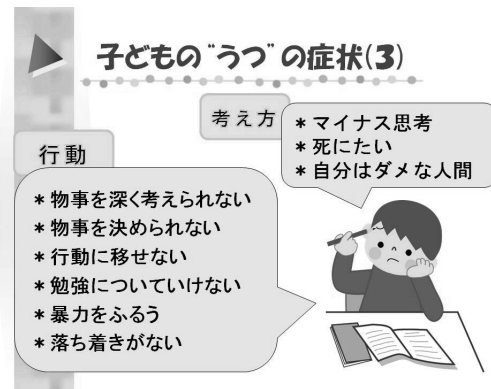 子どもの“うつ”の症状(3)
考え方
＊マイナス思考
＊死にたい
＊自分はダメな人間
行動
＊物事を深く考えられない
＊物事を決められない
＊行動に移せない
＊勉強についていけない
＊暴力をふるう
＊落ち着きがない